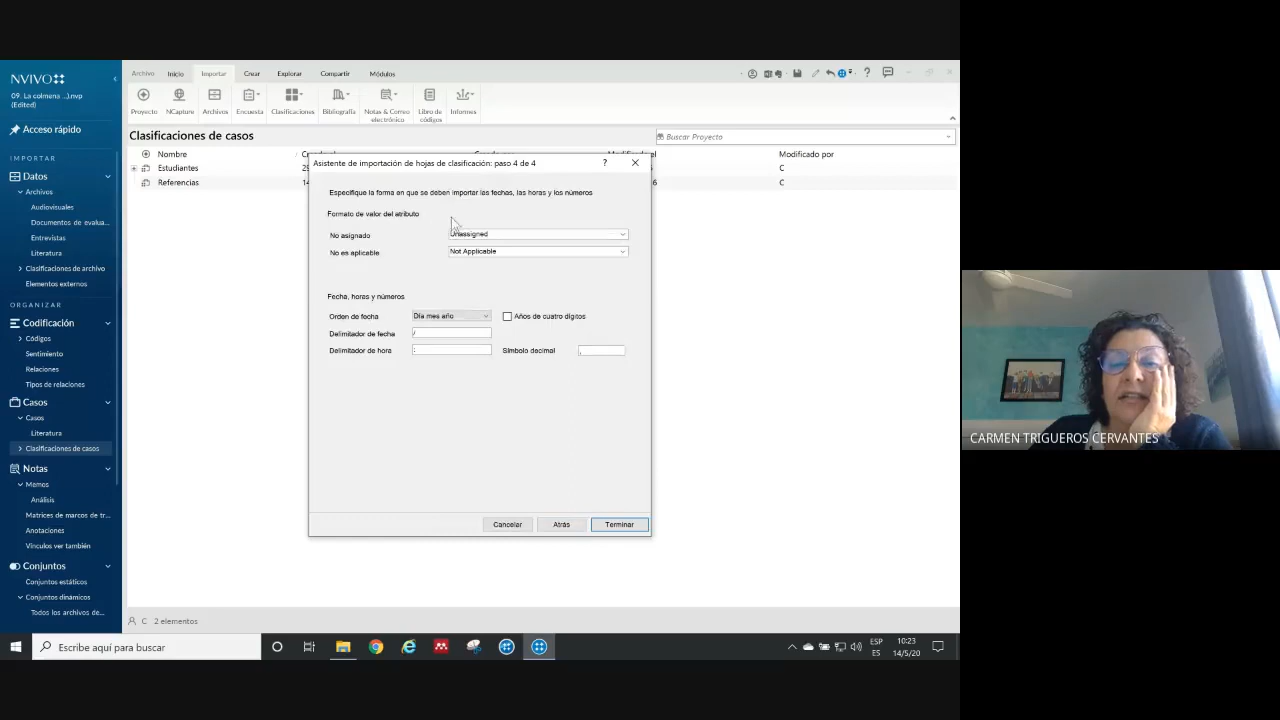 NVIVO
09. La colmena ...).nvp
(Edited)
Acceso rápido
IMPORTAR
Datos
Archivos
Audiovisuales
Documentos de evalua...
Entrevistas
Literatura
Clasificaciones de archivo
Elementos externos
ORGANIZAR
Codificación
Códigos
Sentimiento
Relaciones
Tipos de relaciones
Casos
Casos
Literatura
Clasificaciones de casos
Notas
Memos
Análisis
Matrices de marcos de tr...
Anotaciones
Vínculos ver también
Conjuntos
Conjuntos estáticos
Conjuntos dinámicos
Todos los archivos de...
Archivo Inicio Importar Crear Explorar Compartir Módulos
Proyecto NCapture Archivos Encuesta Clasificaciones Bibliografía Notas & Correo electrónico Libro de códigos Informes
Clasificaciones de casos
Buscar Proyecto
Nombre Modificado por
Estudiantes 25 C
Referencias 14 6 C
Asistente de importación de hojas de clasificación: paso 4 de 4
Especifique la forma en que se deben importar las fechas, las horas y los números
Formato de valor del atributo
No asignado Unassigned
No es aplicable Not Applicable
Fecha, horas y números
Orden de fecha Día mes año Años de cuatro dígitos
Delimitador de fecha /
Delimitador de hora : Símbolo decimal ,
Cancelar Atrás Terminar
C 2 elementos
Escribe aquí para buscar
ESP
ES
10:23
14/5/20
CARMEN TRIGUEROS CERVANTES